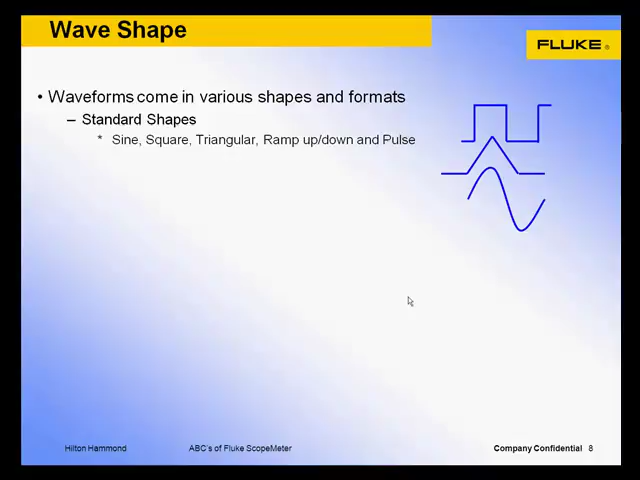 Wave Shape
FLUKE ®
• Waveforms come in various shapes and formats
– Standard Shapes
* Sine, Square, Triangular, Ramp up/down and Pulse
Hilton Hammond ABC's of Fluke ScopeMeter Company Confidential 8